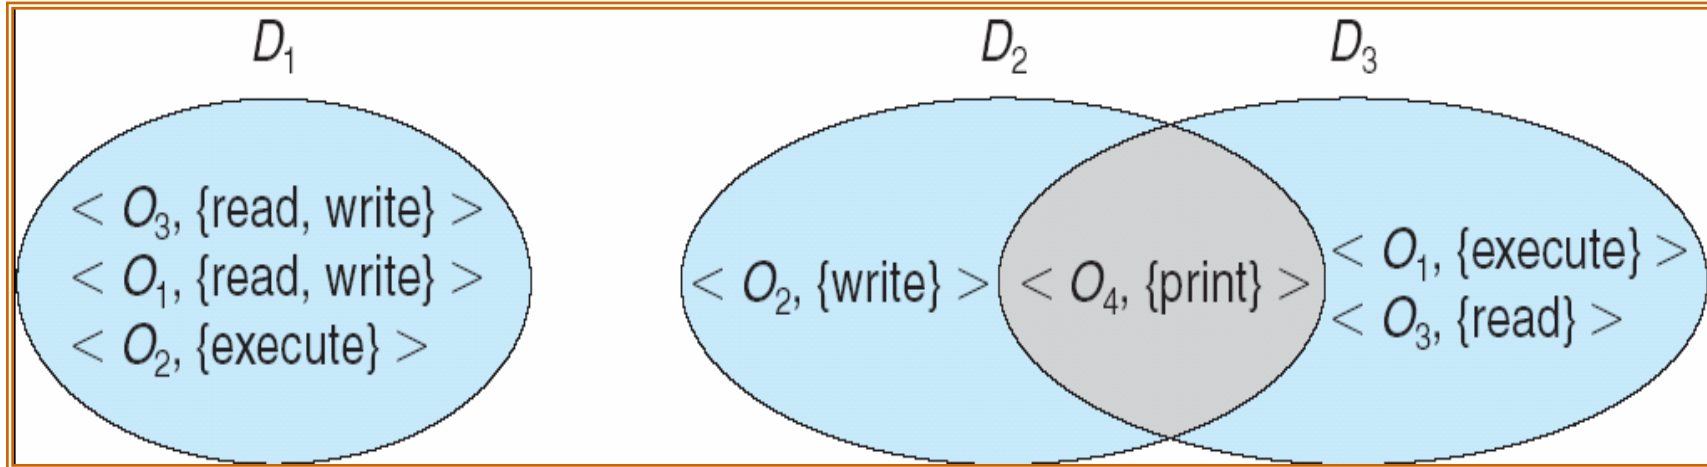 D₁
D₂
D₃
< O₃, {read, write} >
< O₁, {read, write} >
< O₂, {execute} >
< O₂, {write} >
< O₄, {print} >
< O₁, {execute} >
< O₃, {read} >